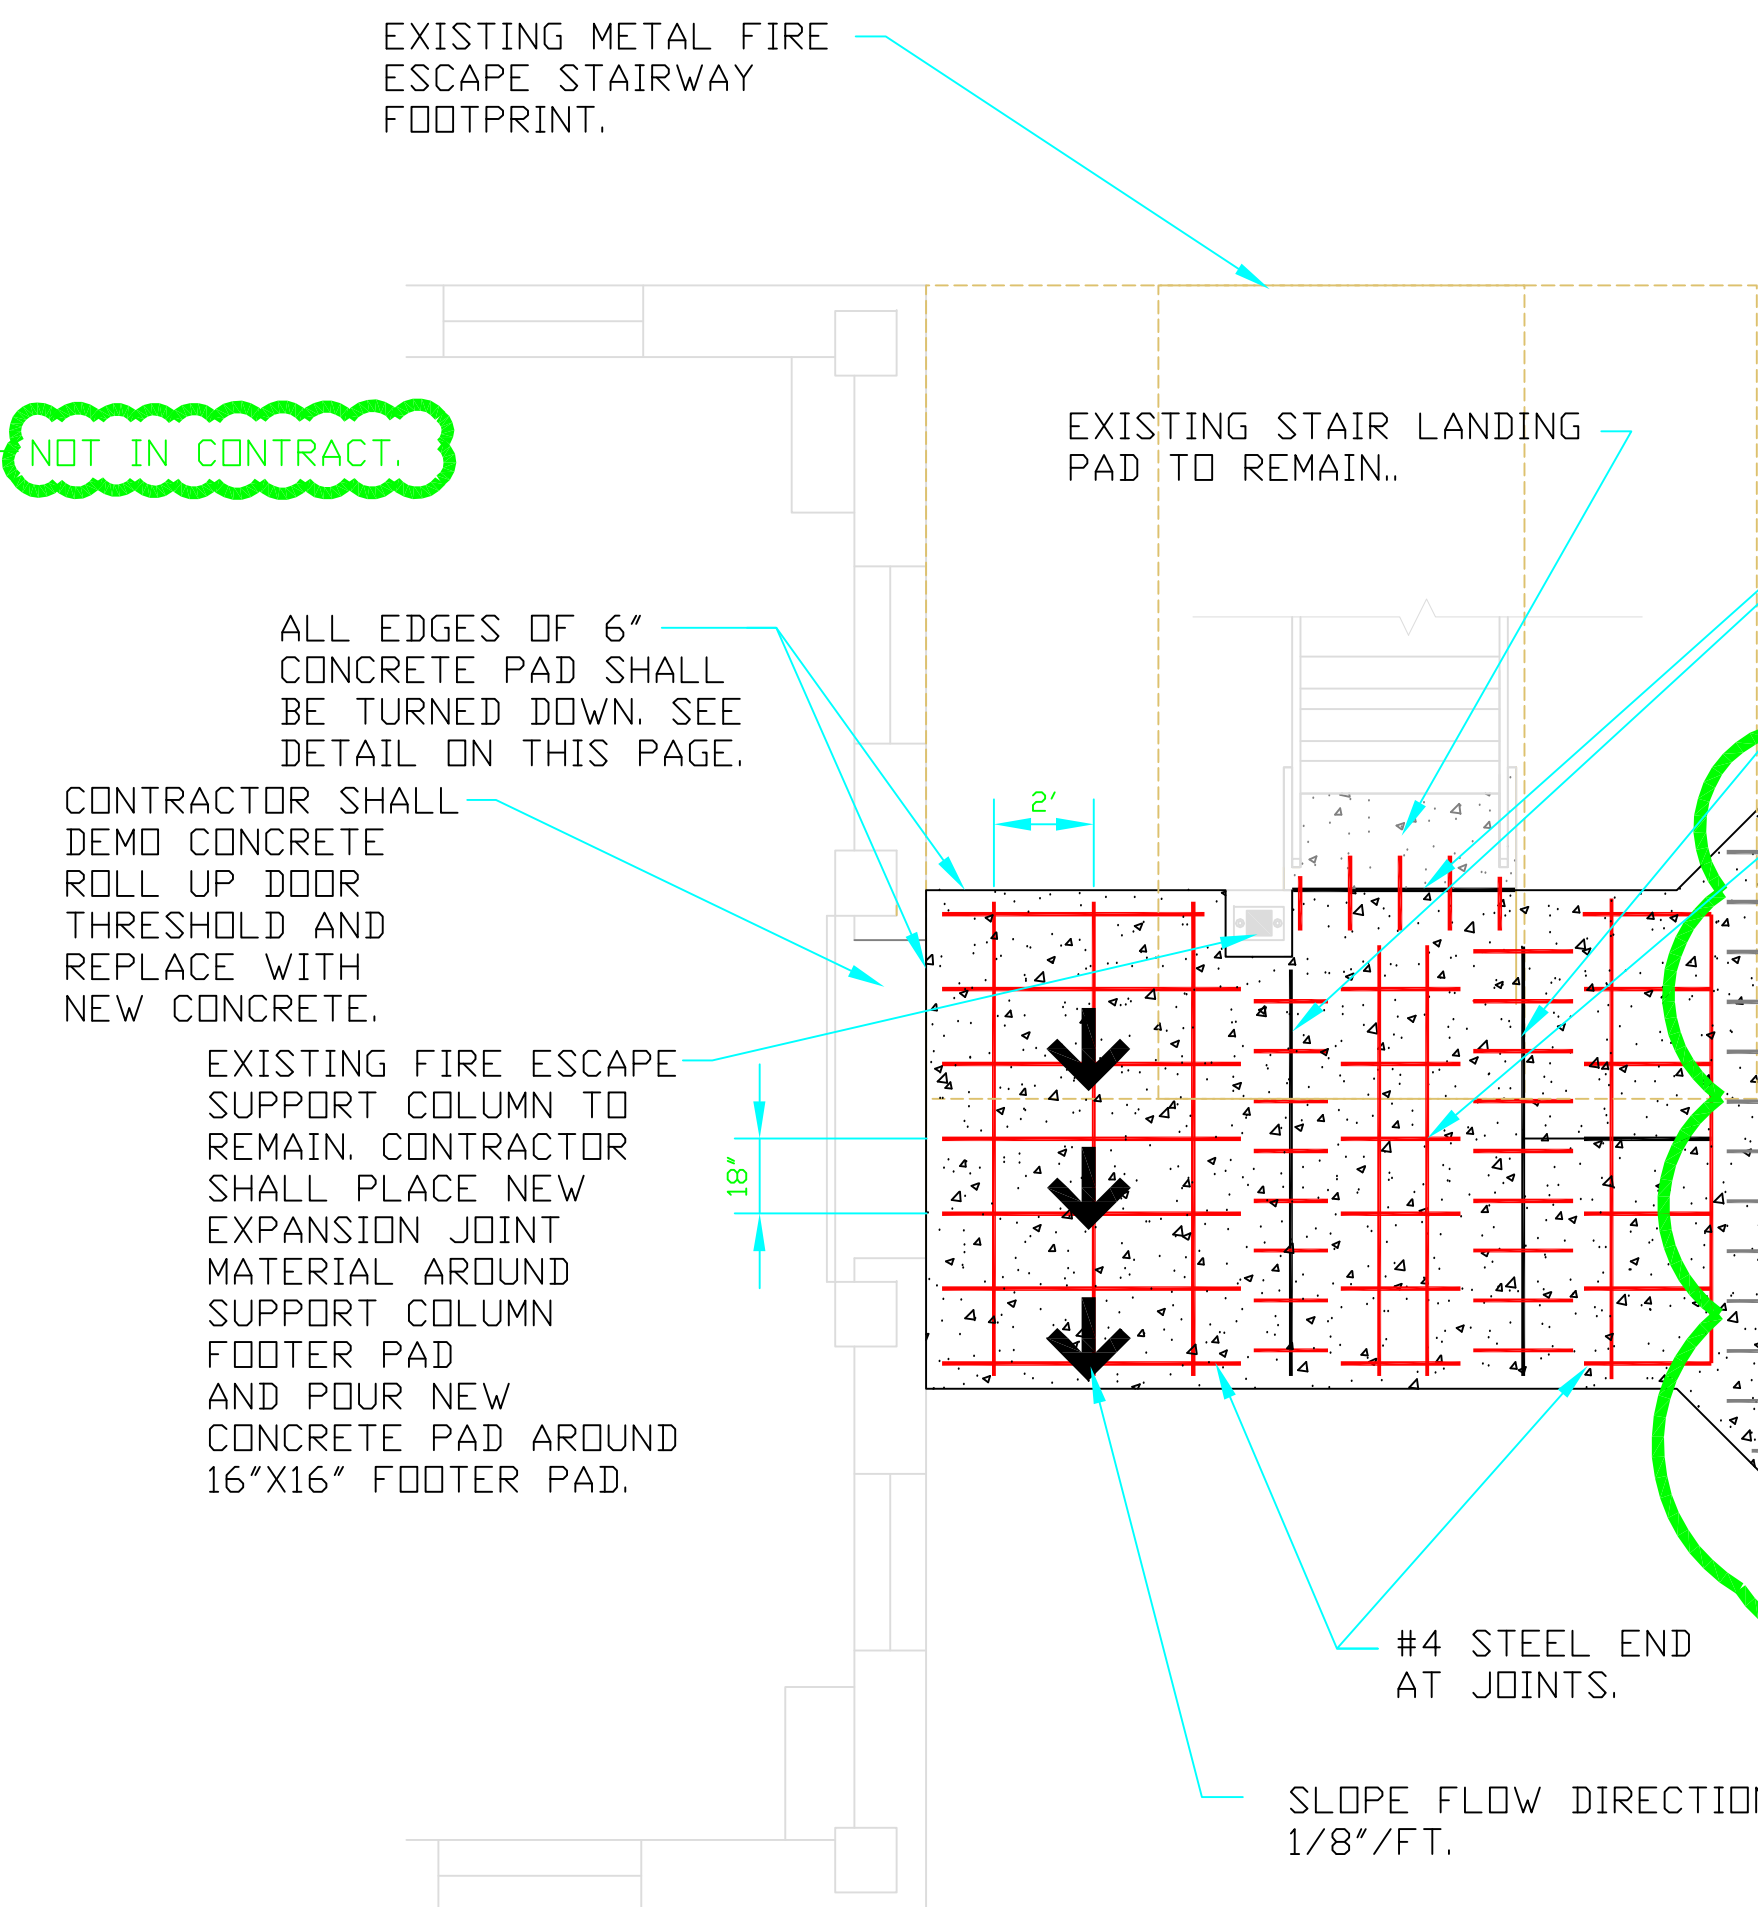 EXISTING METAL FIRE
ESCAPE STAIRWAY
FOOTPRINT.
NOT IN CONTRACT.
EXISTING STAIR LANDING
PAD TO REMAIN..
ALL EDGES OF 6"
CONCRETE PAD SHALL
BE TURNED DOWN. SEE
DETAIL ON THIS PAGE.
CONTRACTOR SHALL
DEMO CONCRETE
ROLL UP DOOR
THRESHOLD AND
REPLACE WITH
NEW CONCRETE.
2'
EXISTING FIRE ESCAPE
SUPPORT COLUMN TO
REMAIN. CONTRACTOR
SHALL PLACE NEW
EXPANSION JOINT
MATERIAL AROUND
SUPPORT COLUMN
FOOTER PAD
AND POUR NEW
CONCRETE PAD AROUND
16"X16" FOOTER PAD.
18"
#4 STEEL END
AT JOINTS.
SLOPE FLOW DIRECTION
1/8"/FT.